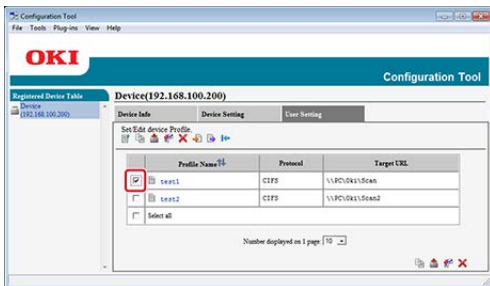 Configuration Tool
File Tools Plug-ins View Help
OKI
Configuration Tool
Registered Device Table
Device
(192.168.100.200)
Device(192.168.100.200)
Device Info Device Setting User Setting
Set/Edit device Profile.
Profile Name Protocol Target URL
test1 CIFS \\PC\Oki\Scan
test2 CIFS \\PC\Oki\Scan2
Select all
Number displayed on 1 page: 10